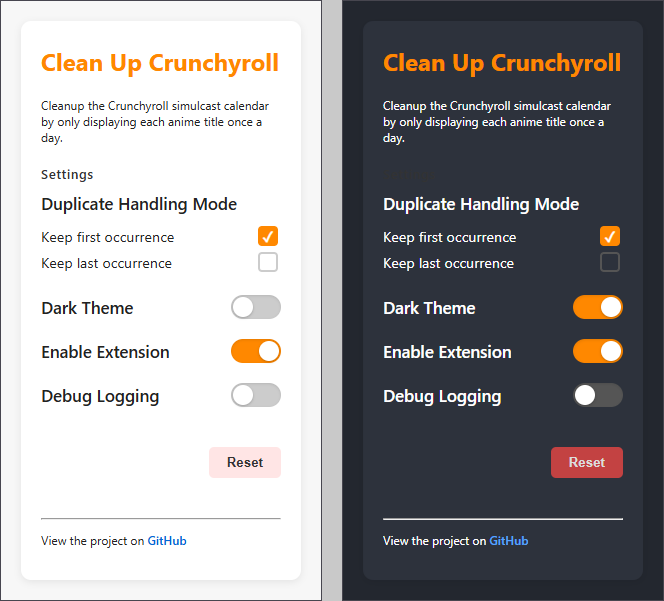 Clean Up Crunchyroll
Cleanup the Crunchyroll simulcast calendar
by only displaying each anime title once a
day.
Settings
Duplicate Handling Mode
Keep first occurrence
Keep last occurrence
Dark Theme
Enable Extension
Debug Logging
Reset
View the project on GitHub
Clean Up Crunchyroll
Cleanup the Crunchyroll simulcast calendar
by only displaying each anime title once a
day.
Duplicate Handling Mode
Keep first occurrence
Keep last occurrence
Dark Theme
Enable Extension
Debug Logging
Reset
View the project on GitHub